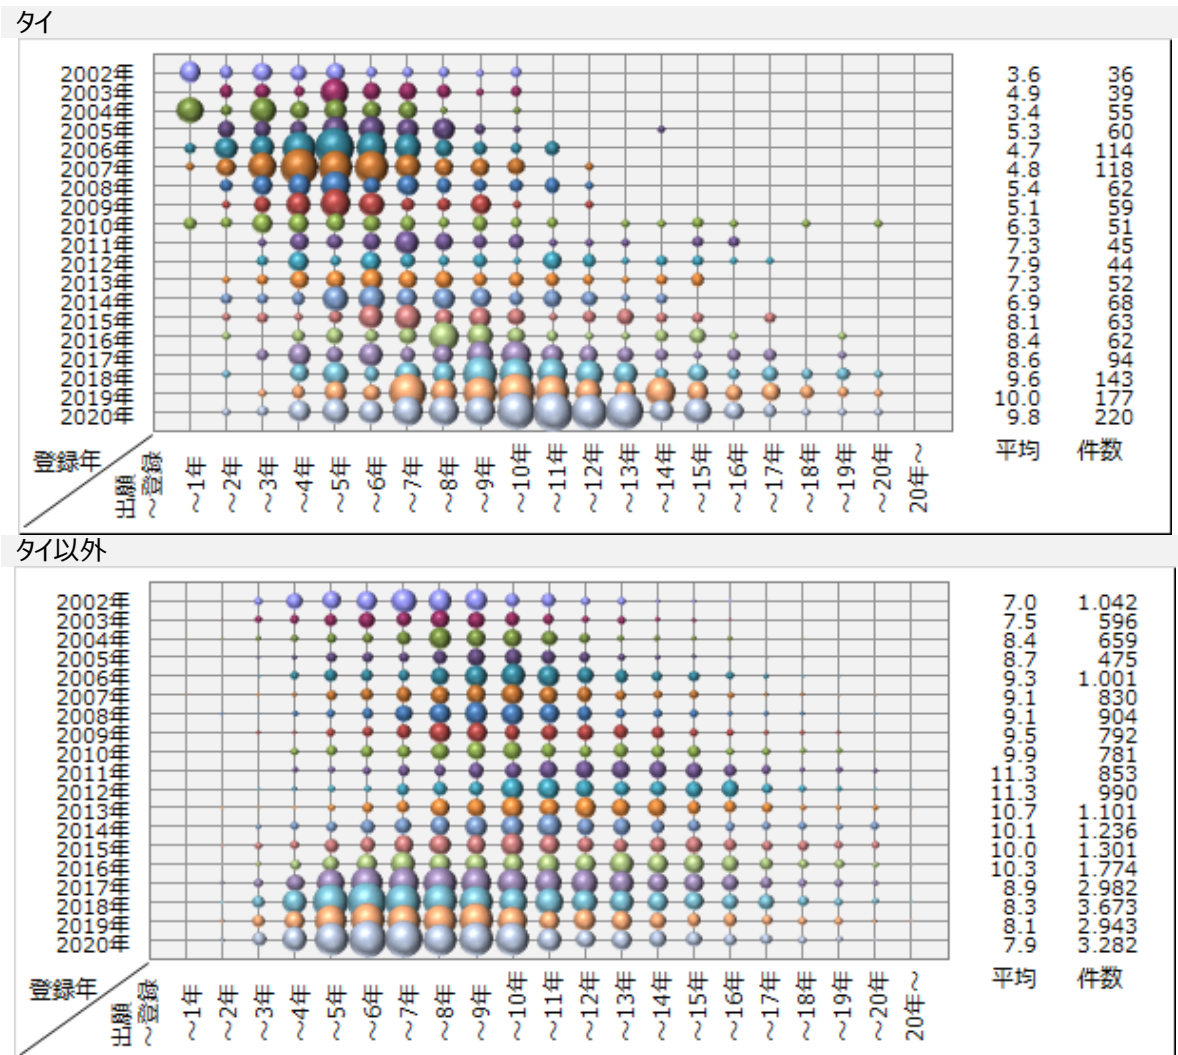 タイ
2002年 3.6 36
2003年 4.9 39
2004年 3.4 55
2005年 5.3 60
2006年 4.7 114
2007年 4.8 118
2008年 5.4 62
2009年 5.1 59
2010年 6.3 51
2011年 7.3 45
2012年 7.9 44
2013年 7.3 52
2014年 6.9 68
2015年 8.1 63
2016年 8.4 62
2017年 8.6 94
2018年 9.6 143
2019年 10.0 177
2020年 9.8 220
登録年 平均 件数
出願～登録
～1年 ～2年 ～3年 ～4年 ～5年 ～6年 ～7年 ～8年 ～9年 ～10年 ～11年 ～12年 ～13年 ～14年 ～15年 ～16年 ～17年 ～18年 ～19年 ～20年 20年～
タイ以外
2002年 7.0 1.042
2003年 7.5 596
2004年 8.4 659
2005年 8.7 475
2006年 9.3 1.001
2007年 9.1 830
2008年 9.1 904
2009年 9.5 792
2010年 9.9 781
2011年 11.3 853
2012年 11.3 990
2013年 10.7 1.101
2014年 10.1 1.236
2015年 10.0 1.301
2016年 10.3 1.774
2017年 8.9 2.982
2018年 8.3 3.673
2019年 8.1 2.943
2020年 7.9 3.282
登録年 平均 件数
出願～登録
～1年 ～2年 ～3年 ～4年 ～5年 ～6年 ～7年 ～8年 ～9年 ～10年 ～11年 ～12年 ～13年 ～14年 ～15年 ～16年 ～17年 ～18年 ～19年 ～20年 20年～